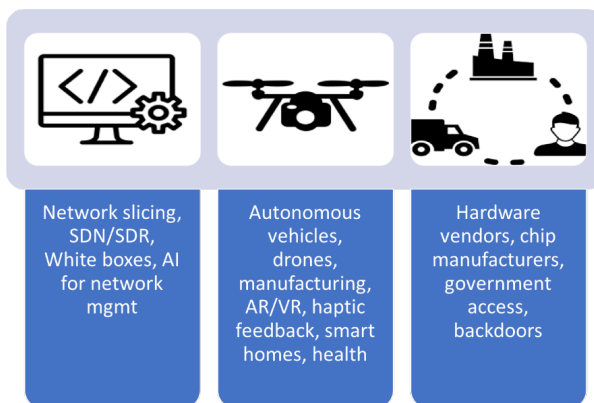 </>
Network slicing,
SDN/SDR,
White boxes, AI
for network
mgmt
Autonomous
vehicles,
drones,
manufacturing,
AR/VR, haptic
feedback, smart
homes, health
Hardware
vendors, chip
manufacturers,
government
access,
backdoors